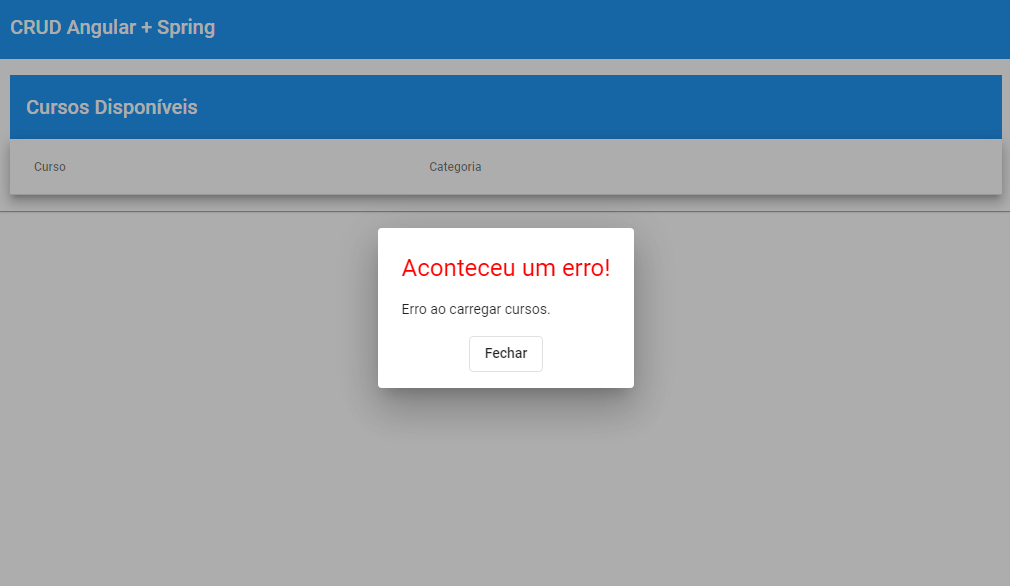 CRUD Angular + Spring
Cursos Disponíveis
Curso Categoria
Aconteceu um erro!
Erro ao carregar cursos.
Fechar